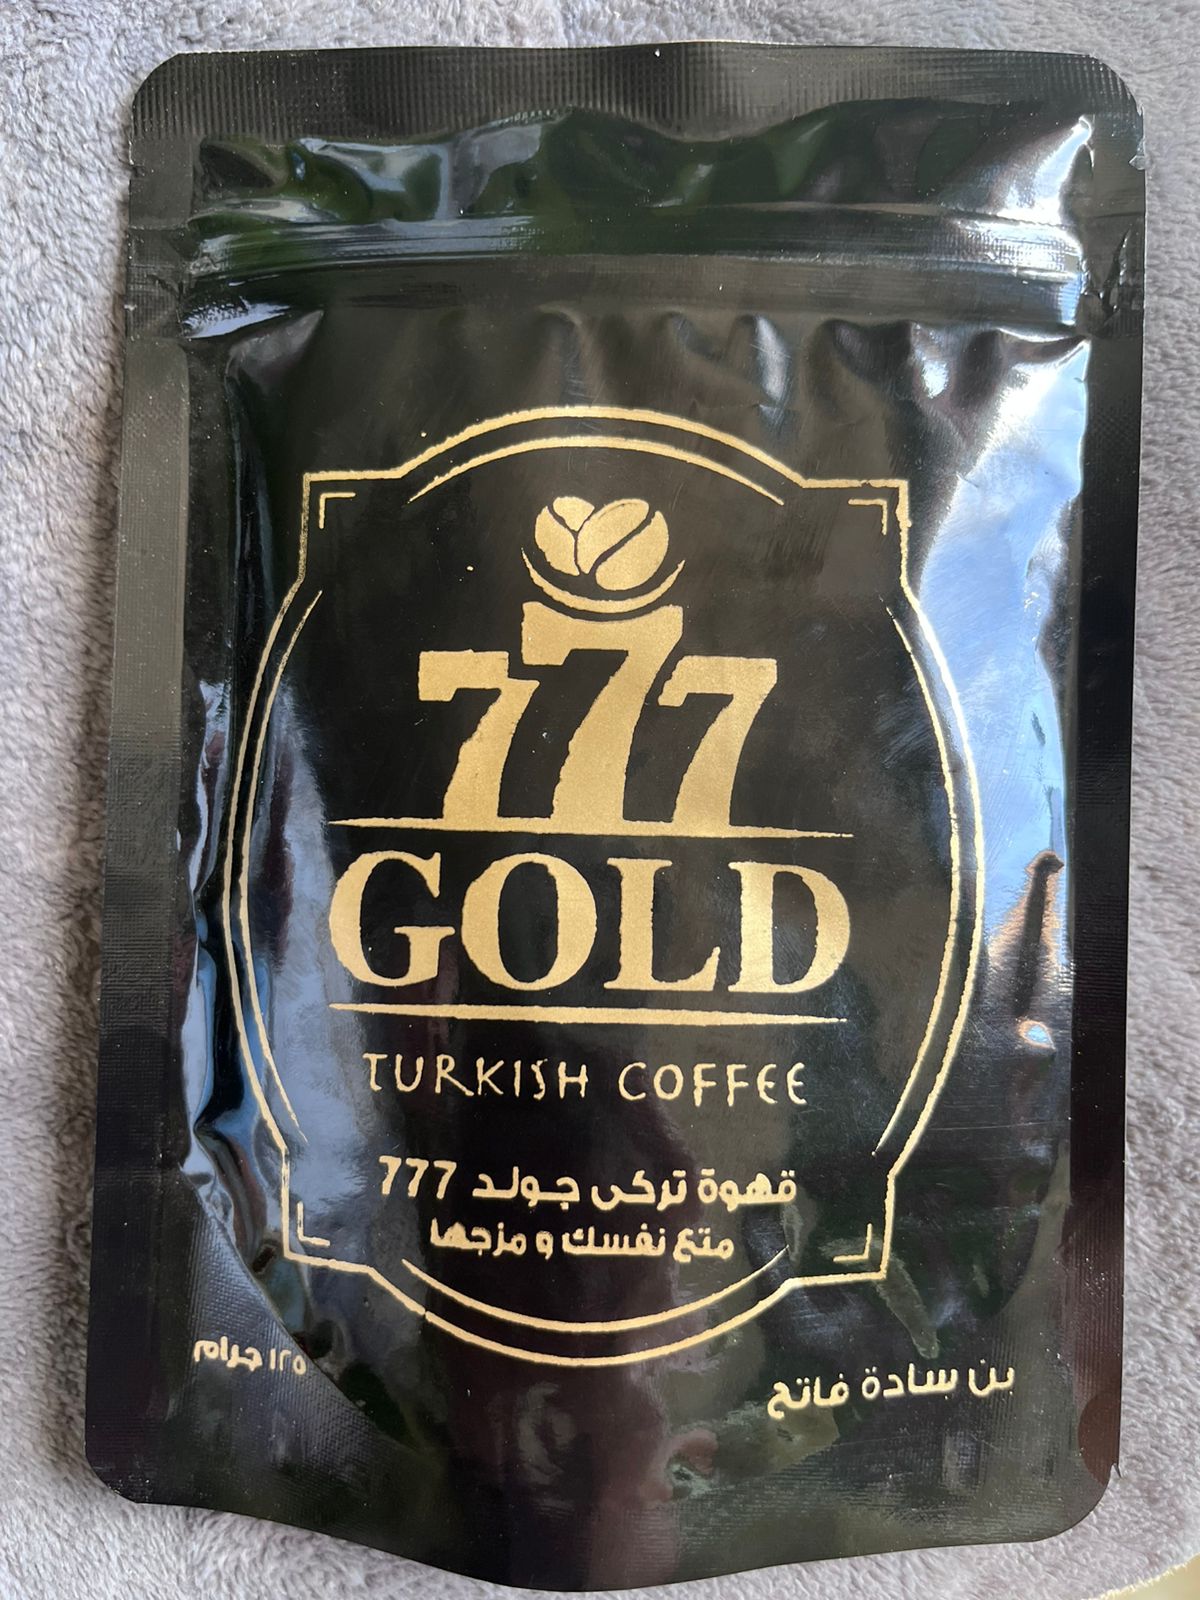 777
GOLD
TURKISH COFFEE
قهوة تركى جولد 777
متع نفسك و مزجها
بن سادة فاتح
١٢٥ جرام